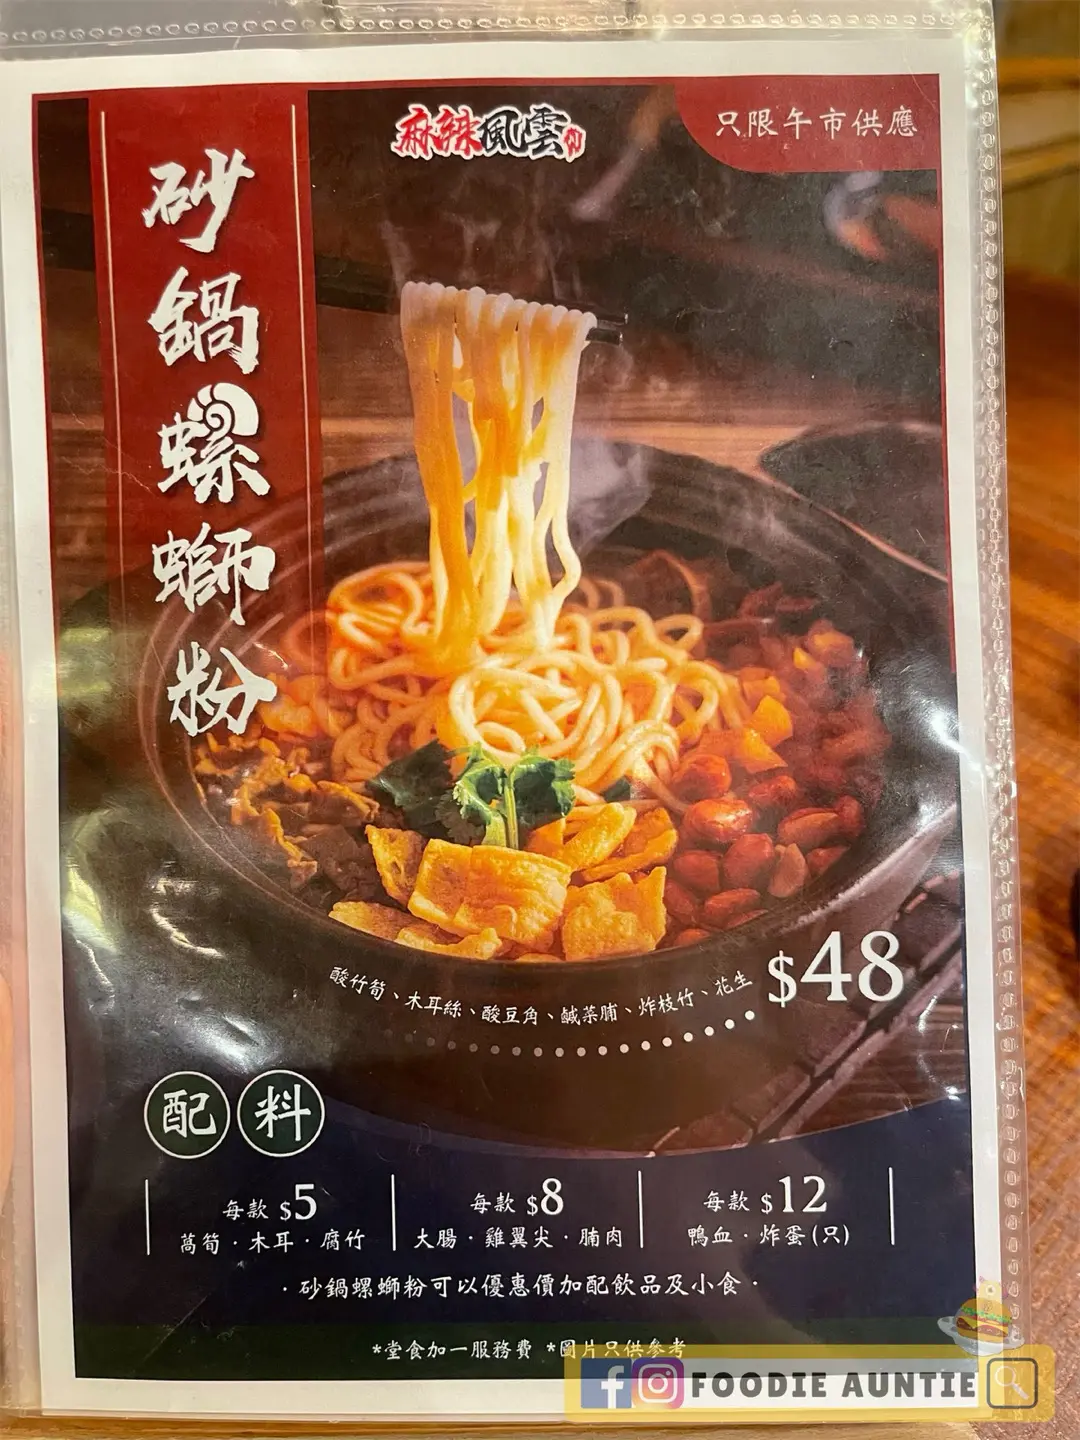 麻辣風雲
只限午市供應
砂鍋螺螄粉
酸竹筍、木耳絲、酸豆角、鹹菜脯、炸枝竹、花生
$48
配料
每款 $5
萵筍·木耳·腐竹
每款 $8
大腸·雞翼尖·腩肉
每款 $12
鴨血·炸蛋(只)
·砂鍋螺螄粉可以優惠價加配飲品及小食·
*堂食加一服務費 *圖片只供參考
FOODIE AUNTIE